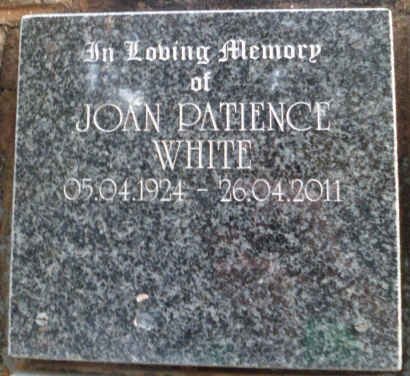 In Loving Memory
of
JOAN PATIENCE
WHITE
05.04.1924 - 26.04.2011